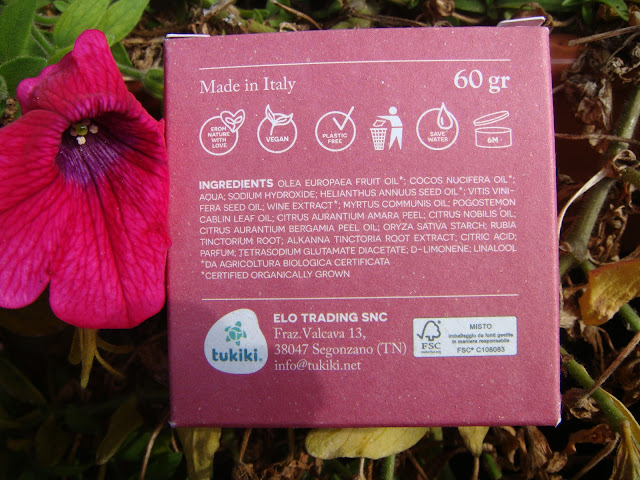 Made in Italy
60 gr
FROM NATURE WITH LOVE
VEGAN
PLASTIC FREE
SAVE WATER
6M
INGREDIENTS OLEA EUROPAEA FRUIT OIL*; COCOS NUCIFERA OIL*;
AQUA; SODIUM HYDROXIDE; HELIANTHUS ANNUUS SEED OIL*; VITIS VINI-
FERA SEED OIL; WINE EXTRACT*; MYRTUS COMMUNIS OIL; POGOSTEMON
CABLIN LEAF OIL; CITRUS AURANTIUM AMARA PEEL; CITRUS NOBILIS OIL;
CITRUS AURANTIUM BERGAMIA PEEL OIL; ORYZA SATIVA STARCH; RUBIA
TINCTORIUM ROOT; ALKANNA TINCTORIA ROOT EXTRACT; CITRIC ACID;
PARFUM; TETRASODIUM GLUTAMATE DIACETATE; D-LIMONENE; LINALOOL
*DA AGRICOLTURA BIOLOGICA CERTIFICATA
*CERTIFIED ORGANICALLY GROWN
tukiki
ELO TRADING SNC
Fraz.Valcava 13,
38047 Segonzano (TN)
info@tukiki.net
FSC
MISTO
Imballaggio da fonti gestite
in maniera responsabile
FSC® C108083